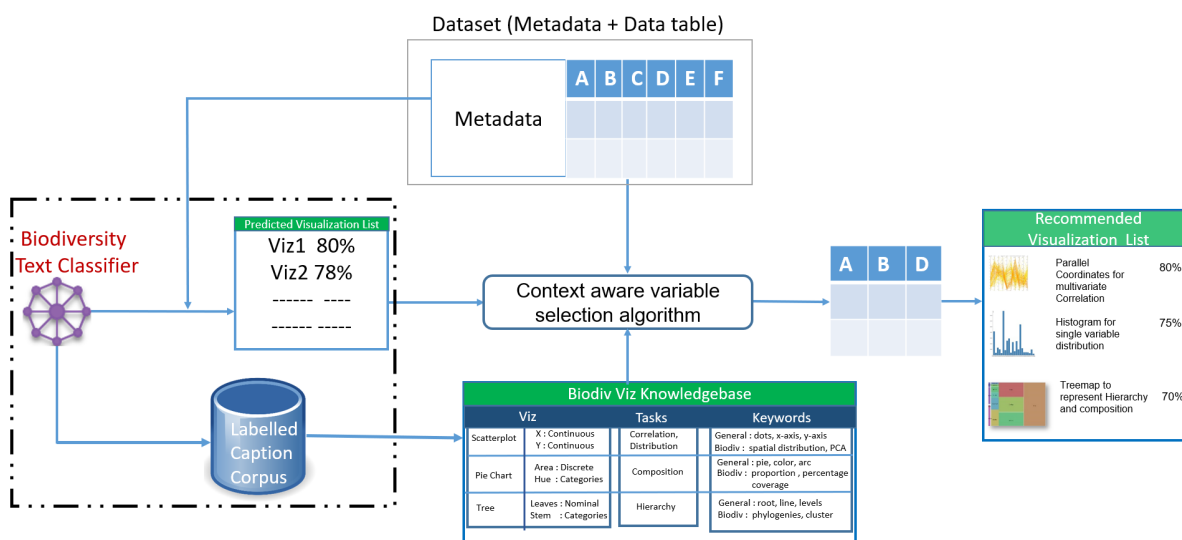 Dataset (Metadata + Data table)
Metadata
A B C D E F
Biodiversity
Text Classifier
Predicted Visualization List
Viz1 80%
Viz2 78%
------ ----
------ -----
Labelled
Caption
Corpus
Context aware variable
selection algorithm
A B D
Biodiv Viz Knowledgebase
Viz Tasks Keywords
Scatterplot
X : Continuous
Y : Continuous
Correlation,
Distribution
General : dots, x-axis, y-axis
Biodiv : spatial distribution, PCA
Pie Chart
Area : Discrete
Hue : Categories
Composition
General : pie, color, arc
Biodiv : proportion , percentage
coverage
Tree
Leaves : Nominal
Stem : Categories
Hierarchy
General : root, line, levels
Biodiv : phylogenies, cluster
Recommended
Visualization List
Parallel
Coordinates for
multivariate
Correlation
80%
Histogram for
single variable
distribution
75%
Treemap to
represent Hierarchy
and composition
70%